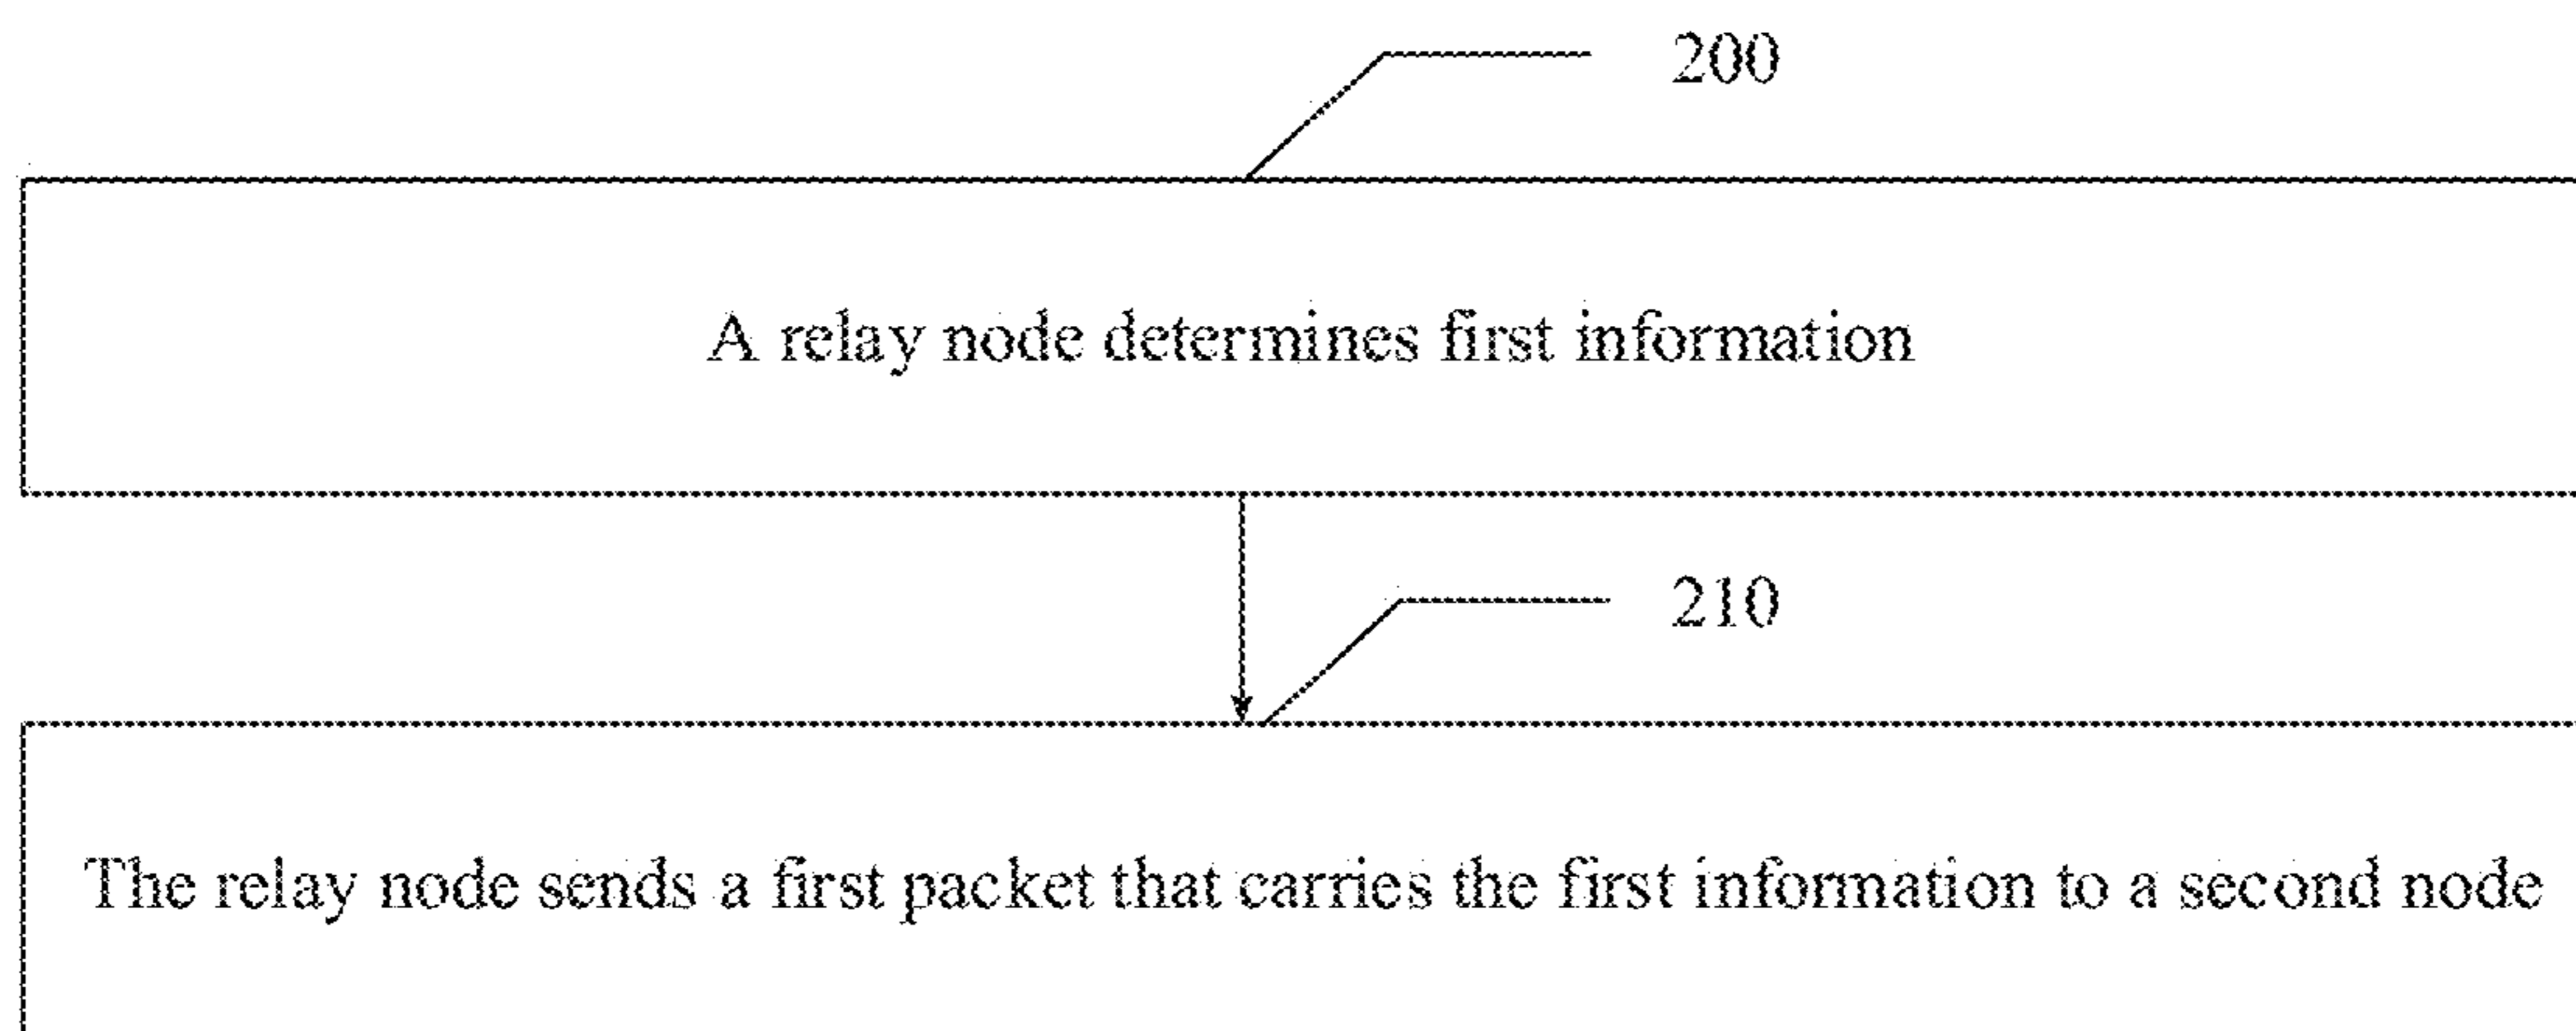 200
A relay node determines first information
210
The relay node sends a first packet that carries the first information to a second node